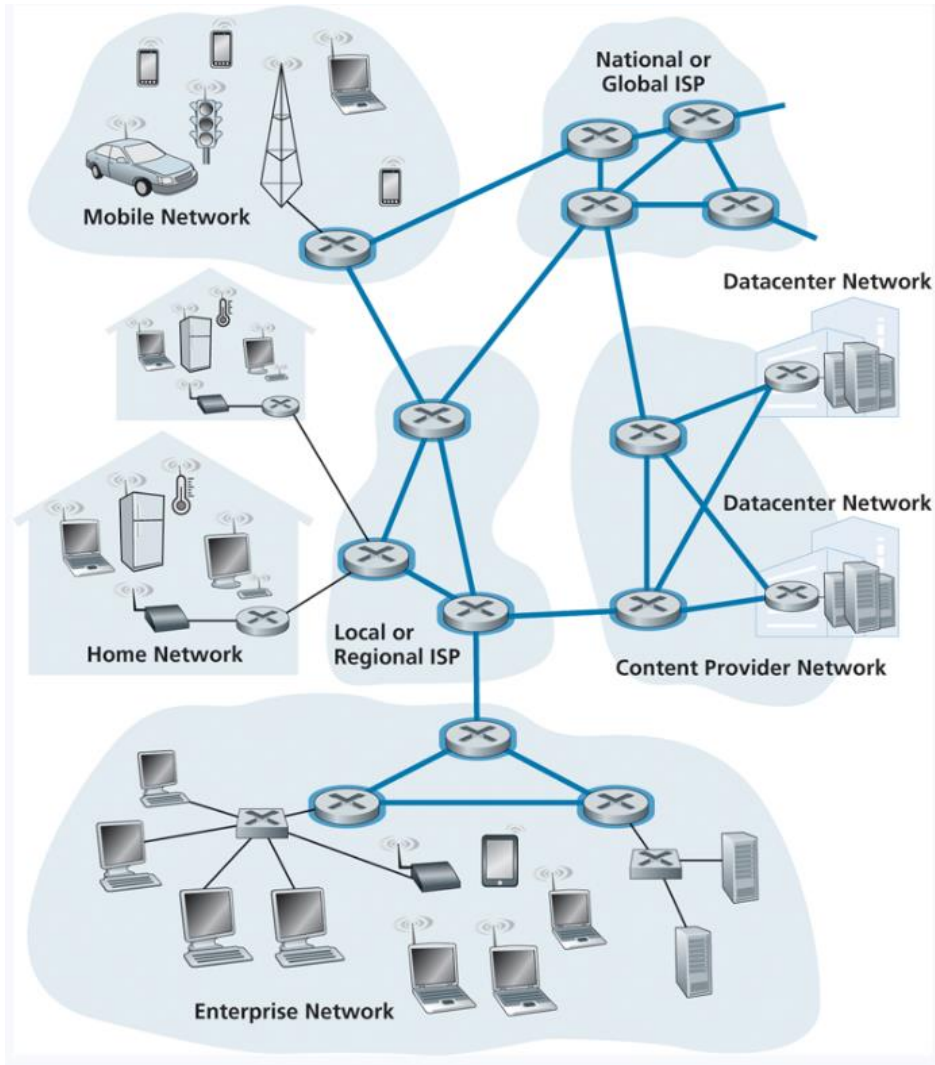 National or
Global ISP
Mobile Network
Datacenter Network
Datacenter Network
Home Network
Local or
Regional ISP
Content Provider Network
Enterprise Network